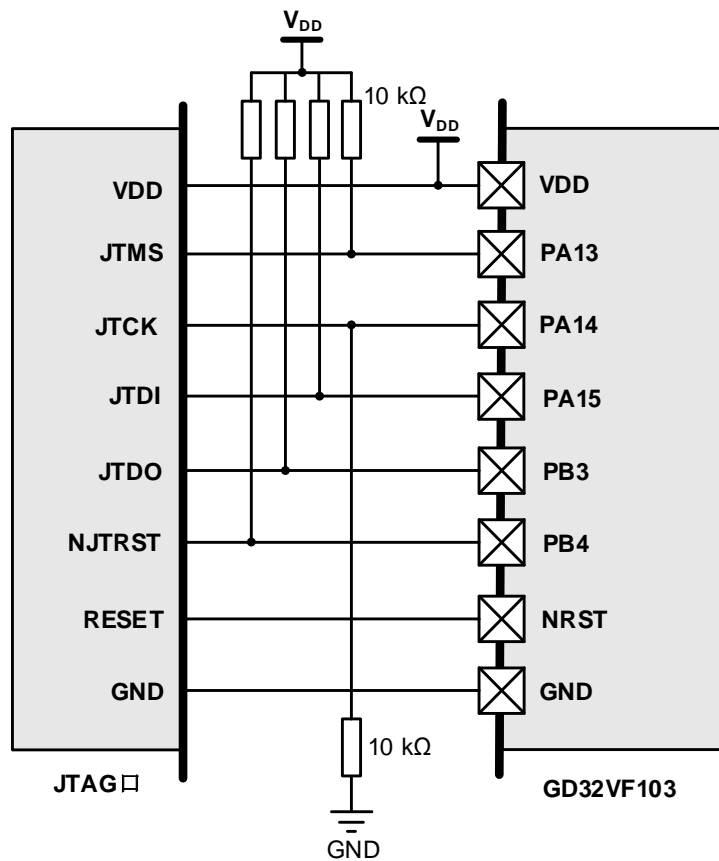 VDD
10 kΩ
VDD
VDD VDD
JTMS PA13
JTCK PA14
JTDI PA15
JTDO PB3
NJTRST PB4
RESET NRST
GND GND
10 kΩ
JTAG口 GD32VF103
GND